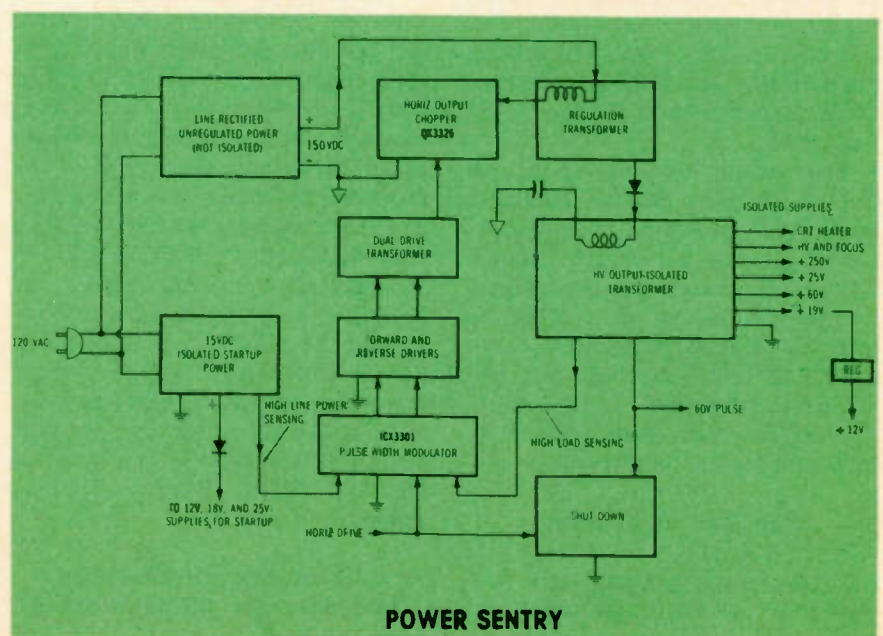 LINE RECTIFIED
UNREGULATED POWER
(NOT ISOLATED)
+
150VDC
-
HORIZ OUTPUT
CHOPPER
QX3326
REGULATION
TRANSFORMER
DUAL DRIVE
TRANSFORMER
ISOLATED SUPPLIES
CRT HEATER
HV AND FOCUS
+ 250V
+ 25V
+ 60V
+ 19V
HV OUTPUT-ISOLATED
TRANSFORMER
120 VAC
15VDC
ISOLATED STARTUP
POWER
FORWARD AND
REVERSE DRIVERS
REG
+ 12V
+
HIGH LINE POWER
SENSING
ICX3301
PULSE WIDTH MODULATOR
60V PULSE
HIGH LOAD SENSING
TO 12V, 18V, AND 25V
SUPPLIES FOR STARTUP
HORIZ DRIVE
SHUT DOWN
POWER SENTRY